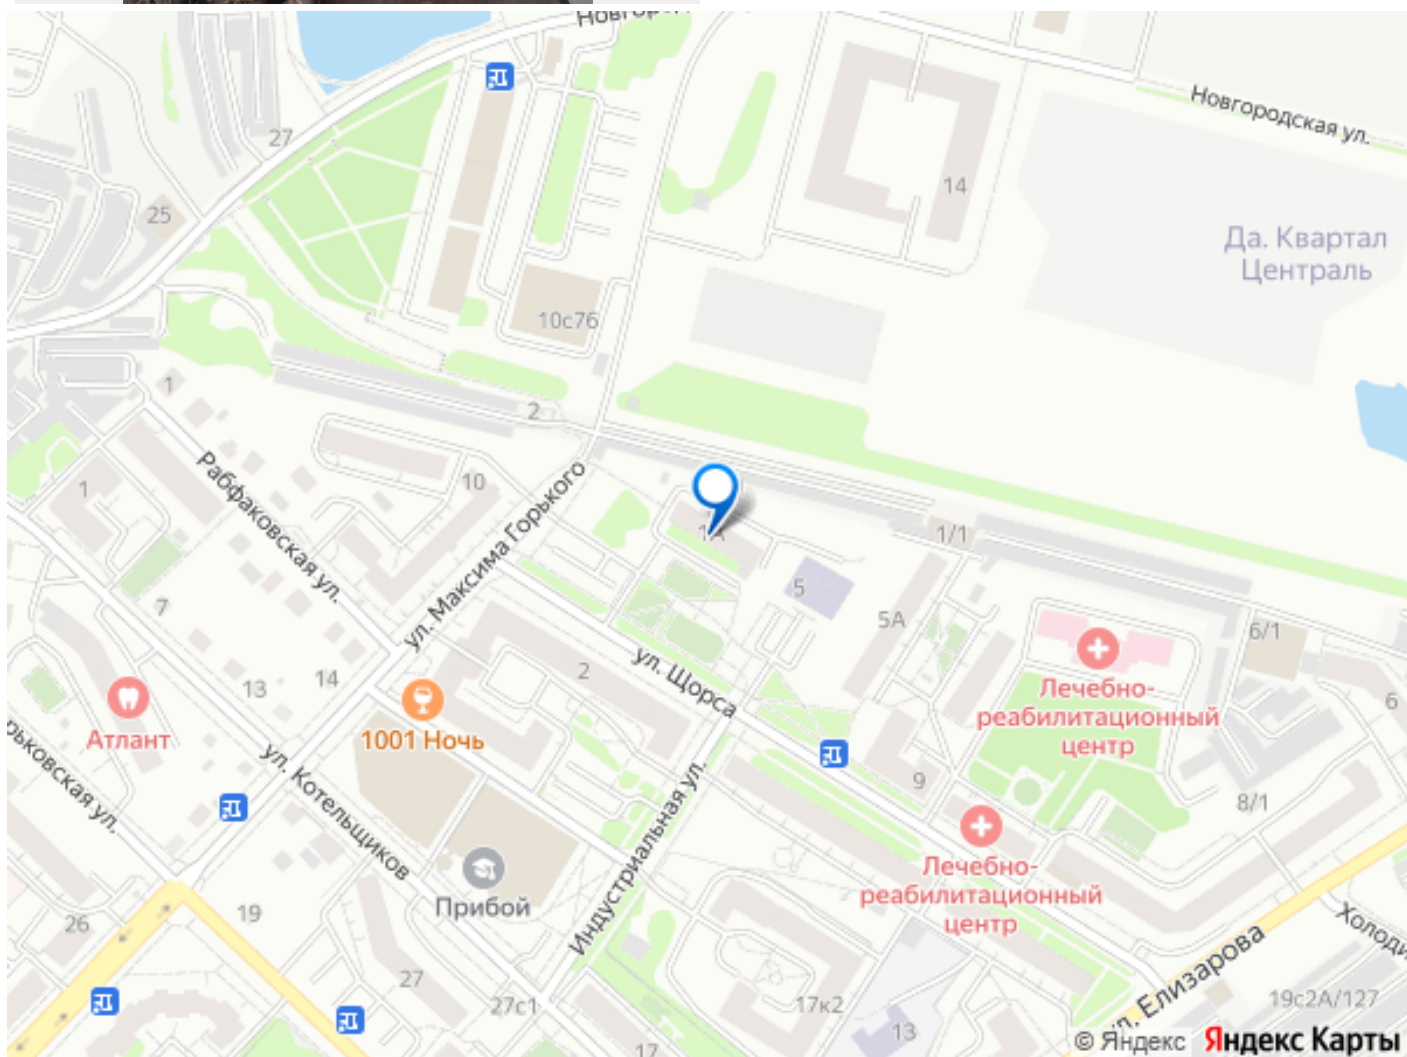 Новгородская ул.
27
14
25
Да. Квартал
Централь
10с76
1
2
10
1
Рабфаковская ул.
ул. Максима Горького
1А
1/1
5
7
5А
6/1
ул. Щорса
2
14
13
6
Лечебно-
реабилитационный
центр
Атлант
1001 Ночь
ул. Котельщиков
9
8/1
Индустриальная ул.
Лечебно-
реабилитационный
центр
Прибой
19
26
27
27с1
17к2
13
17
19с2А/127
ул. Елизарова
© Яндекс Яндекс Карты